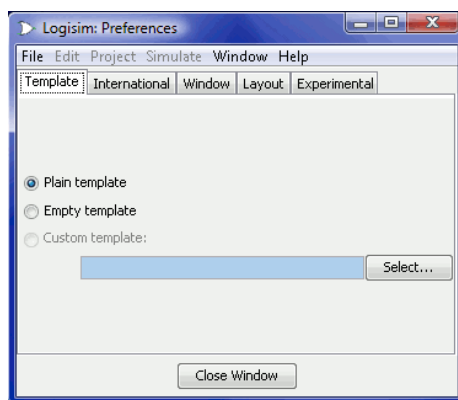 Logisim: Preferences
File Edit Project Simulate Window Help
Template International Window Layout Experimental
Plain template
Empty template
Custom template:
Select...
Close Window